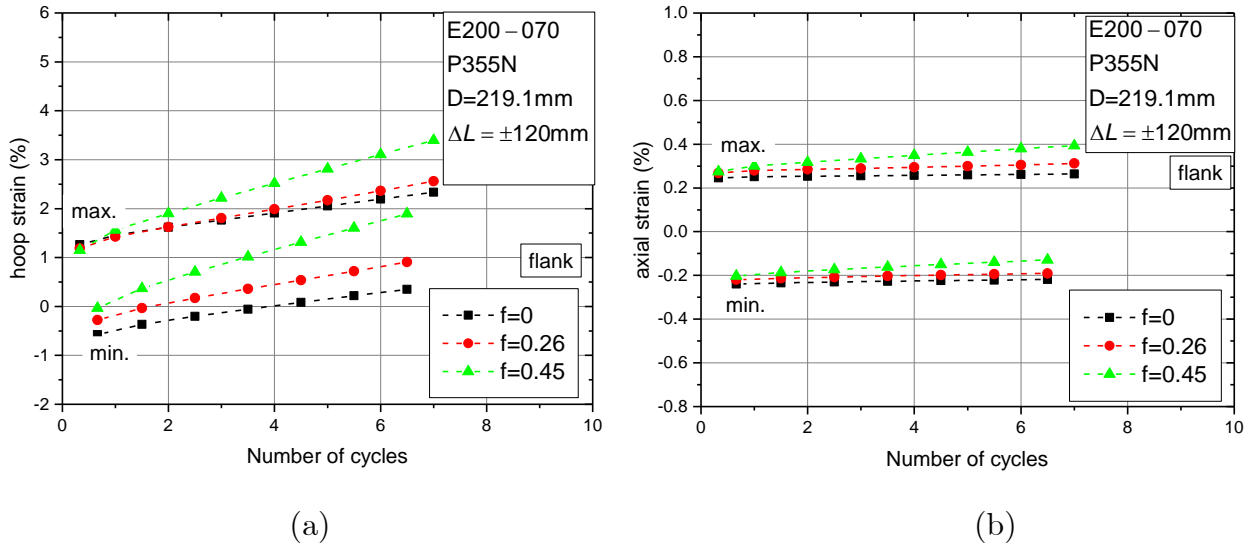 6
5
4
3
2
1
0
-1
-2
hoop strain (%)
0
2
4
6
8
10
Number of cycles
E200 – 070
P355N
D=219.1mm
ΔL = ±120mm
max.
min.
flank
f=0
f=0.26
f=0.45
(a)
1.0
0.8
0.6
0.4
0.2
0.0
-0.2
-0.4
-0.6
-0.8
axial strain (%)
0
2
4
6
8
10
Number of cycles
E200 – 070
P355N
D=219.1mm
ΔL = ±120mm
max.
min.
flank
f=0
f=0.26
f=0.45
(b)